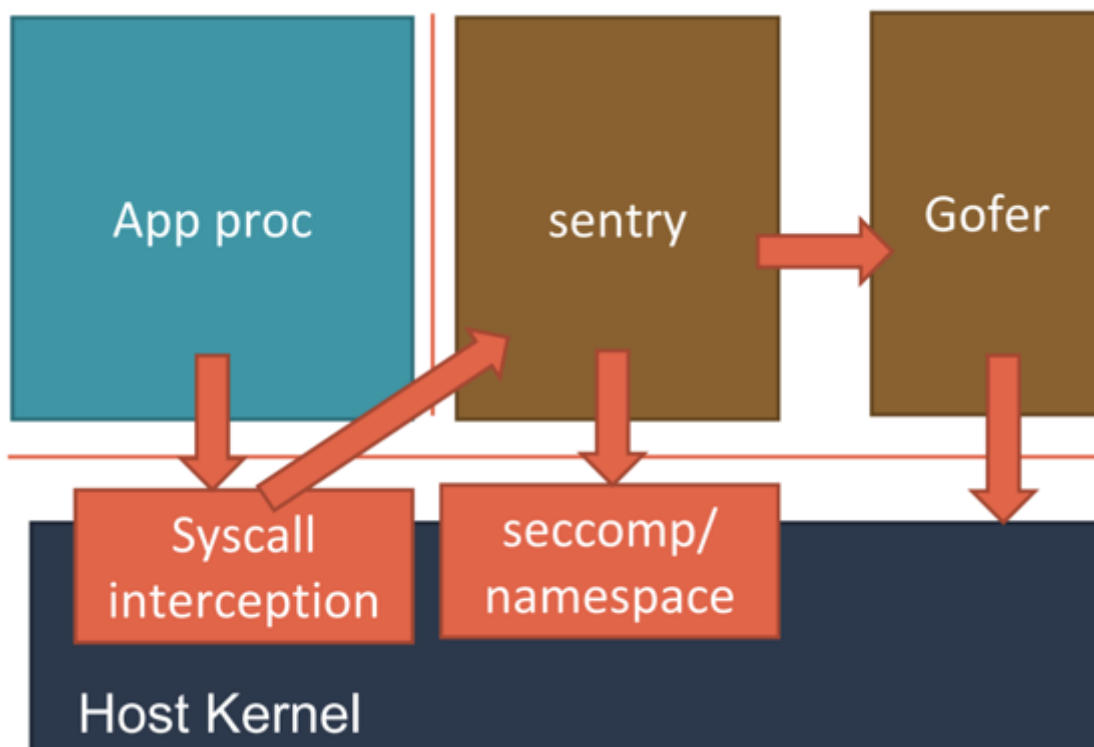 App proc
sentry
Gofer
Syscall
interception
seccomp/
namespace
Host Kernel